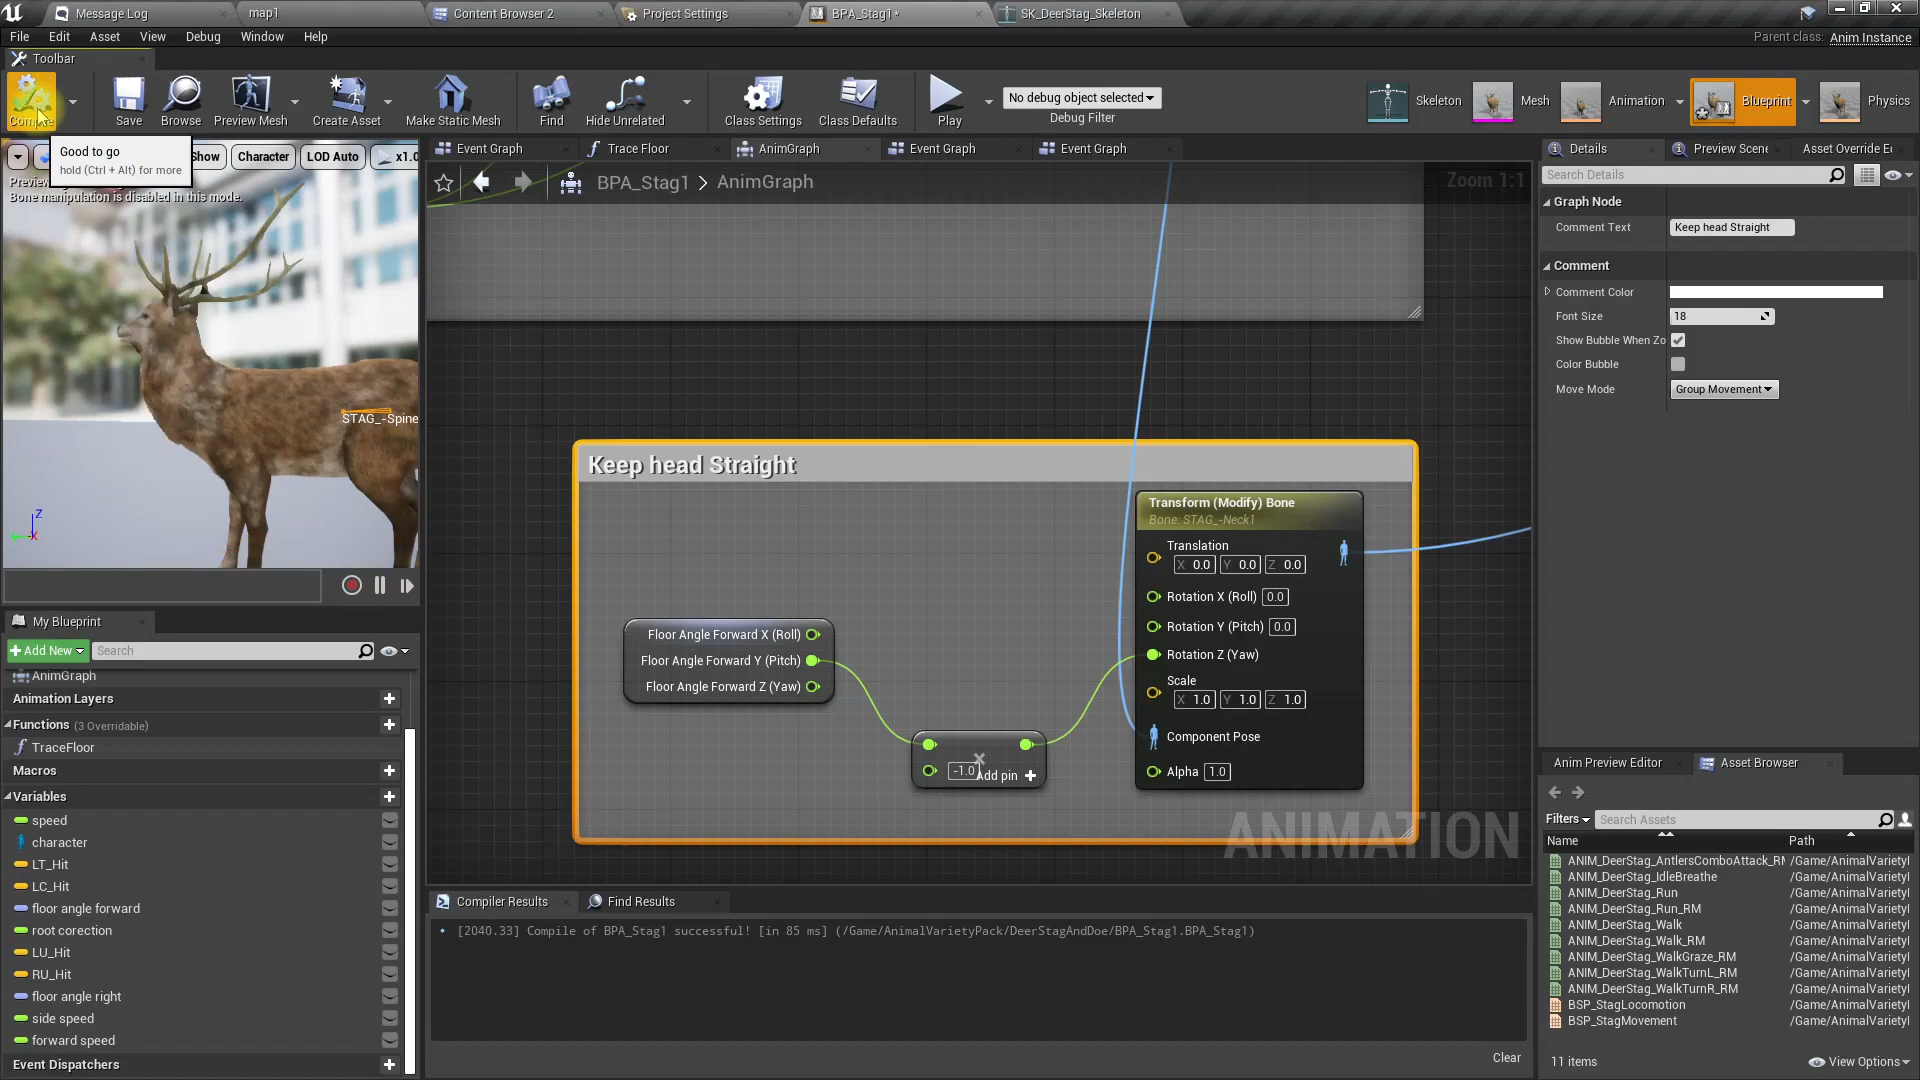 Message Log
map1
Content Browser 2
Project Settings
BPA_Stag1*
SK_DeerStag_Skeleton
File
Edit
Asset
View
Debug
Window
Help
Parent class: Anim Instance
Toolbar
Save
Browse
Preview Mesh
Create Asset
Make Static Mesh
Find
Hide Unrelated
Class Settings
Class Defaults
Play
No debug object selected
Debug Filter
Skeleton
Mesh
Animation
Blueprint
Physics
Good to go
hold (Ctrl + Alt) for more
Show
Character
LOD Auto
x1.0
Bone manipulation is disabled in this mode.
STAG_-Spine
Z
X
Event Graph
Trace Floor
AnimGraph
Event Graph
Event Graph
BPA_Stag1 > AnimGraph
Zoom 1:1
Keep head Straight
Transform (Modify) Bone
Bone: STAG_-Neck1
Translation
X 0.0 Y 0.0 Z 0.0
Rotation X (Roll) 0.0
Rotation Y (Pitch) 0.0
Rotation Z (Yaw)
Scale
X 1.0 Y 1.0 Z 1.0
Component Pose
Alpha 1.0
Floor Angle Forward X (Roll)
Floor Angle Forward Y (Pitch)
Floor Angle Forward Z (Yaw)
-1.0
Add pin +
ANIMATION
My Blueprint
+ Add New
Search
AnimGraph
Animation Layers
Functions (3 Overridable)
TraceFloor
Macros
Variables
speed
character
LT_Hit
LC_Hit
floor angle forward
root corection
LU_Hit
RU_Hit
floor angle right
side speed
forward speed
Event Dispatchers
Compiler Results
Find Results
[2040.33] Compile of BPA_Stag1 successful! [in 85 ms] (/Game/AnimalVarietyPack/DeerStagAndDoe/BPA_Stag1.BPA_Stag1)
Clear
Details
Preview Scene
Asset Override E
Search Details
Graph Node
Comment Text
Keep head Straight
Comment
Comment Color
Font Size
18
Show Bubble When Zo
Color Bubble
Move Mode
Group Movement
Anim Preview Editor
Asset Browser
Filters
Search Assets
Name
Path
ANIM_DeerStag_AntlersComboAttack_RM /Game/AnimalVarietyl
ANIM_DeerStag_IdleBreathe /Game/AnimalVarietyl
ANIM_DeerStag_Run /Game/AnimalVarietyl
ANIM_DeerStag_Run_RM /Game/AnimalVarietyl
ANIM_DeerStag_Walk /Game/AnimalVarietyl
ANIM_DeerStag_Walk_RM /Game/AnimalVarietyl
ANIM_DeerStag_WalkGraze_RM /Game/AnimalVarietyl
ANIM_DeerStag_WalkTurnL_RM /Game/AnimalVarietyl
ANIM_DeerStag_WalkTurnR_RM /Game/AnimalVarietyl
BSP_StagLocomotion /Game/AnimalVarietyl
BSP_StagMovement /Game/AnimalVarietyl
11 items
View Options